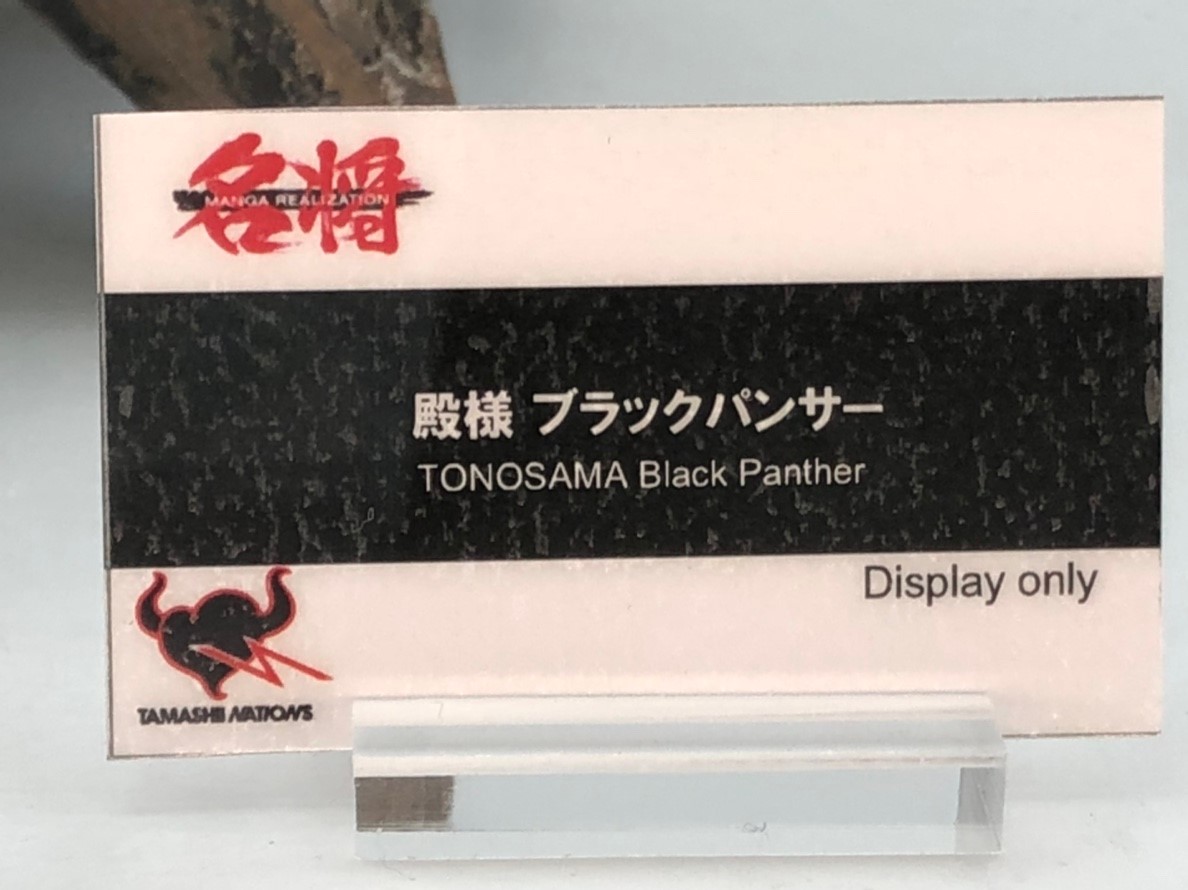 名将
MANGA REALIZATION
殿様 ブラックパンサー
TONOSAMA Black Panther
Display only
TAMASHII NATIONS